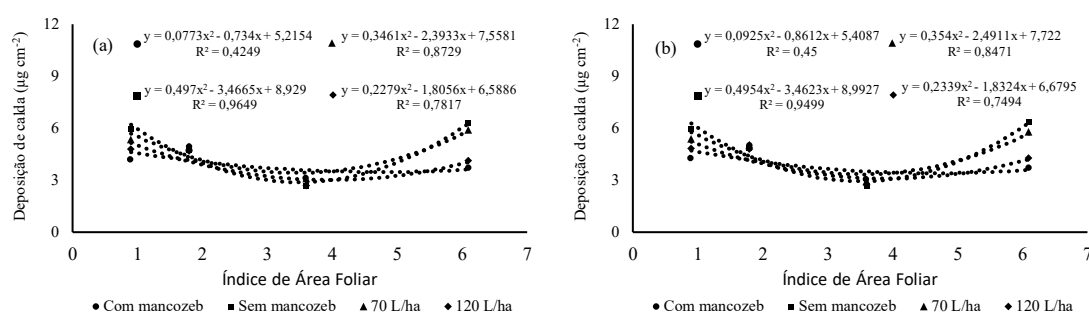 (a)
y = 0,0773x² - 0,734x + 5,2154
R² = 0,4249
y = 0,3461x² - 2,3933x + 7,5581
R² = 0,8729
y = 0,497x² - 3,4665x + 8,929
R² = 0,9649
y = 0,2279x² - 1,8056x + 6,5886
R² = 0,7817
Deposição de calda (µg cm⁻²)
12
9
6
3
0
0 1 2 3 4 5 6 7
Índice de Área Foliar
Com mancozeb Sem mancozeb 70 L/ha 120 L/ha
(b)
y = 0,0925x² - 0,8612x + 5,4087
R² = 0,45
y = 0,354x² - 2,4911x + 7,722
R² = 0,8471
y = 0,4954x² - 3,4623x + 8,9927
R² = 0,9499
y = 0,2339x² - 1,8324x + 6,6795
R² = 0,7494
Deposição de calda (µg cm⁻²)
12
9
6
3
0
0 1 2 3 4 5 6 7
Índice de Área Foliar
Com mancozeb Sem mancozeb 70 L/ha 120 L/ha